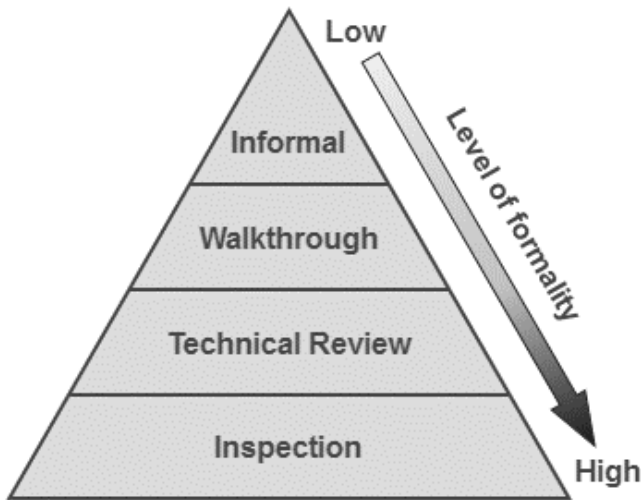 Low
Informal
Walkthrough
Technical Review
Inspection
Level of formality
High